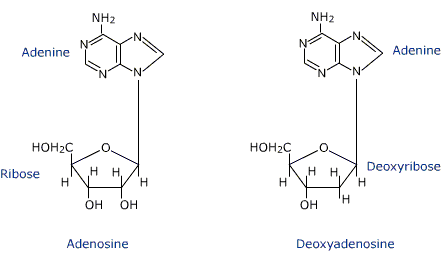 NH₂ NH₂
Adenine N N N N Adenine
N N N N
HOH₂C O HOH₂C O
Ribose H H H H H H Deoxyribose
H H
OH OH OH H
Adenosine Deoxyadenosine